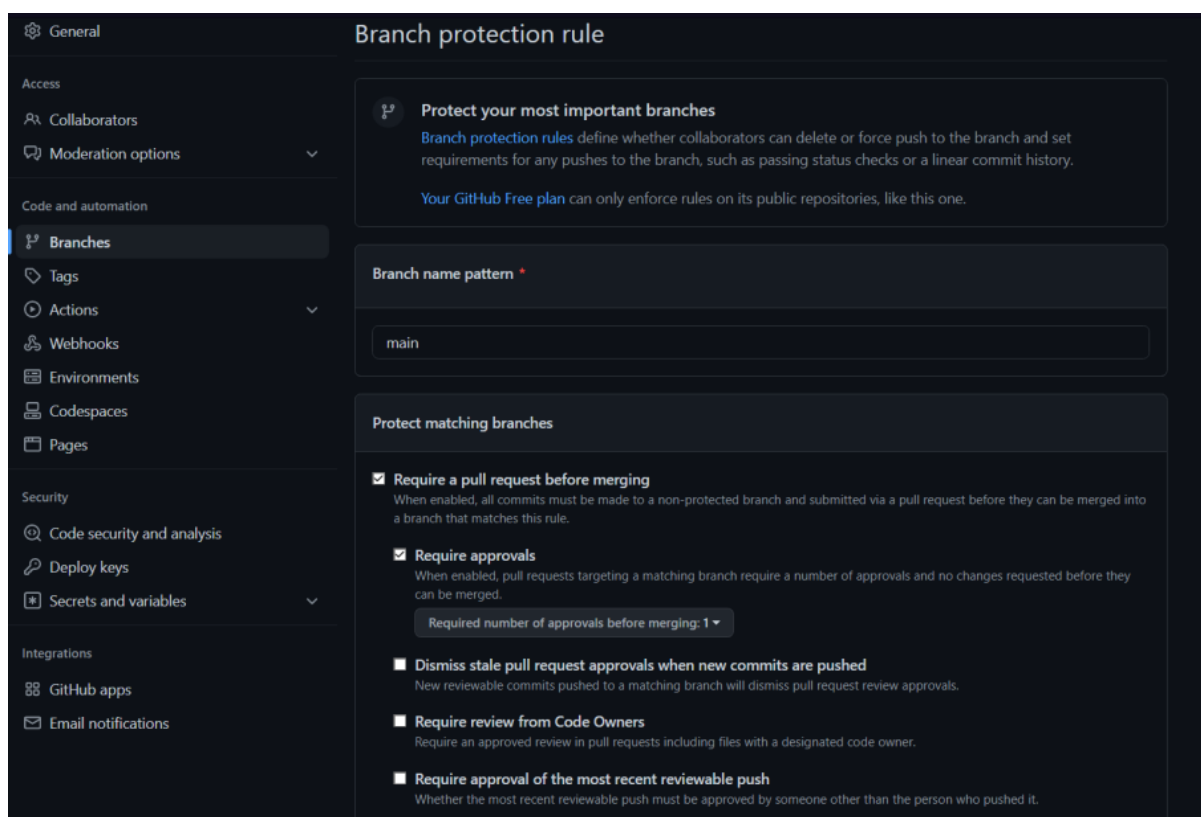 General
Access
Collaborators
Moderation options
Code and automation
Branches
Tags
Actions
Webhooks
Environments
Codespaces
Pages
Security
Code security and analysis
Deploy keys
Secrets and variables
Integrations
GitHub apps
Email notifications
Branch protection rule
Protect your most important branches
Branch protection rules define whether collaborators can delete or force push to the branch and set
requirements for any pushes to the branch, such as passing status checks or a linear commit history.
Your GitHub Free plan can only enforce rules on its public repositories, like this one.
Branch name pattern *
main
Protect matching branches
Require a pull request before merging
When enabled, all commits must be made to a non-protected branch and submitted via a pull request before they can be merged into
a branch that matches this rule.
Require approvals
When enabled, pull requests targeting a matching branch require a number of approvals and no changes requested before they
can be merged.
Required number of approvals before merging: 1
Dismiss stale pull request approvals when new commits are pushed
New reviewable commits pushed to a matching branch will dismiss pull request review approvals.
Require review from Code Owners
Require an approved review in pull requests including files with a designated code owner.
Require approval of the most recent reviewable push
Whether the most recent reviewable push must be approved by someone other than the person who pushed it.